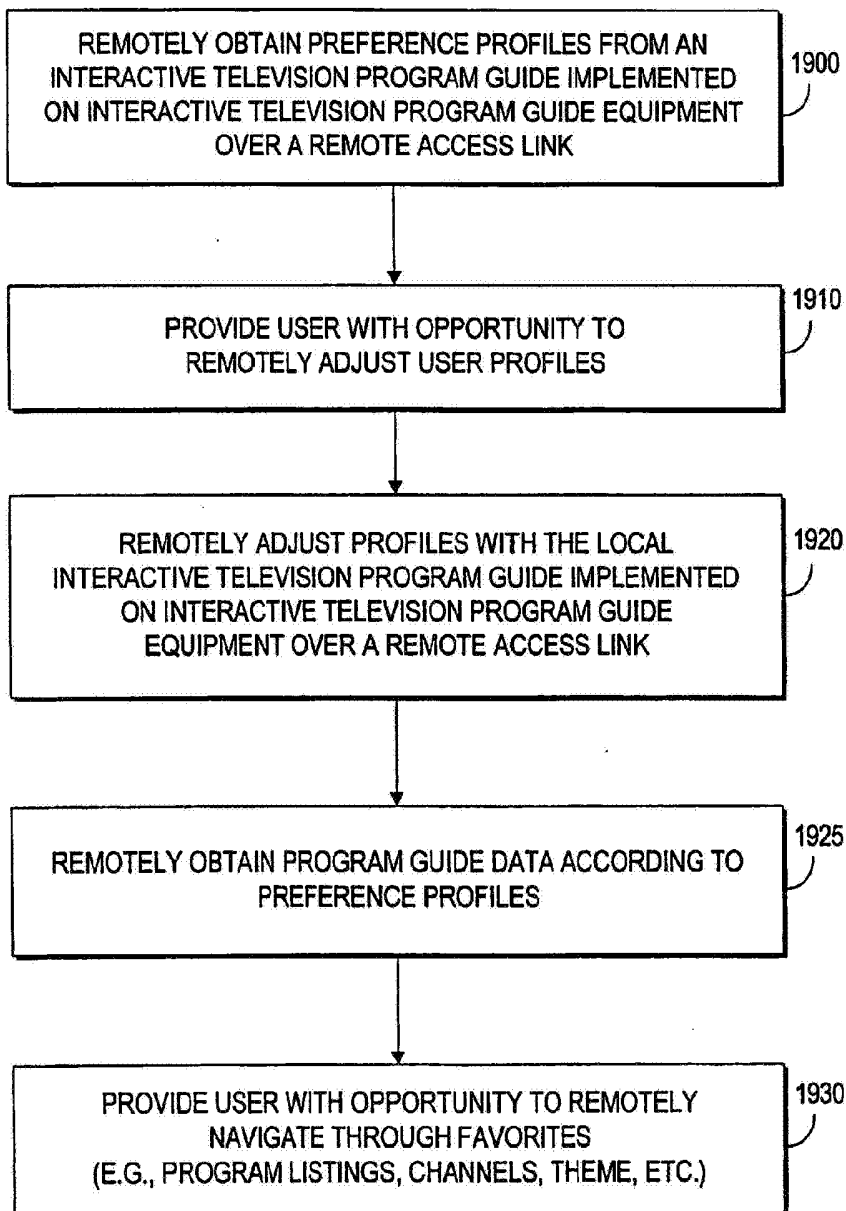 REMOTELY OBTAIN PREFERENCE PROFILES FROM AN
INTERACTIVE TELEVISION PROGRAM GUIDE IMPLEMENTED
ON INTERACTIVE TELEVISION PROGRAM GUIDE EQUIPMENT
OVER A REMOTE ACCESS LINK
1900
PROVIDE USER WITH OPPORTUNITY TO
REMOTELY ADJUST USER PROFILES
1910
REMOTELY ADJUST PROFILES WITH THE LOCAL
INTERACTIVE TELEVISION PROGRAM GUIDE IMPLEMENTED
ON INTERACTIVE TELEVISION PROGRAM GUIDE
EQUIPMENT OVER A REMOTE ACCESS LINK
1920
REMOTELY OBTAIN PROGRAM GUIDE DATA ACCORDING TO
PREFERENCE PROFILES
1925
PROVIDE USER WITH OPPORTUNITY TO REMOTELY
NAVIGATE THROUGH FAVORITES
(E.G., PROGRAM LISTINGS, CHANNELS, THEME, ETC.)
1930